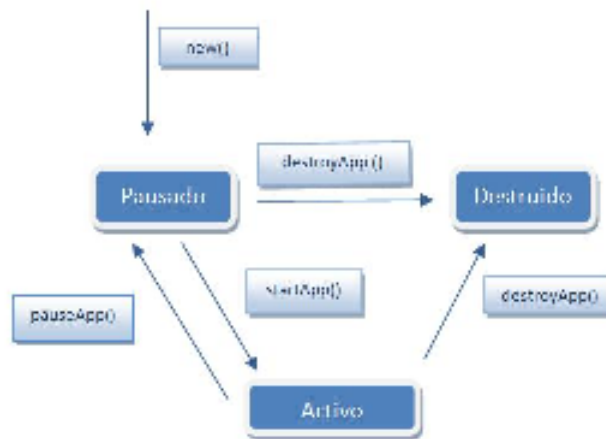 new()
destroyApp()
Pausado
Destruido
startApp()
pauseApp()
destroyApp()
Activo